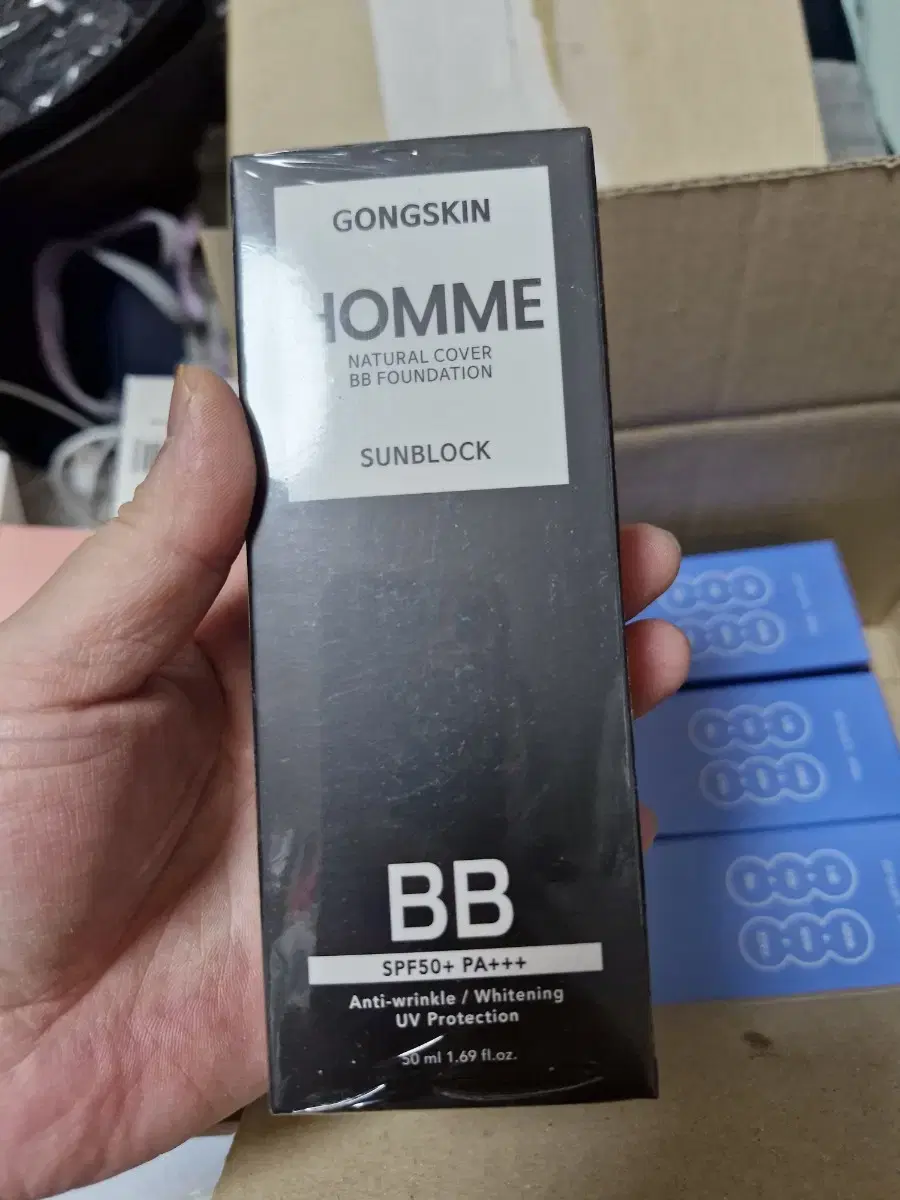 GONGSKIN
HOMME
NATURAL COVER
BB FOUNDATION
SUNBLOCK
BB
SPF50+ PA+++
Anti-wrinkle / Whitening
UV Protection
50 ml 1.69 fl.oz.